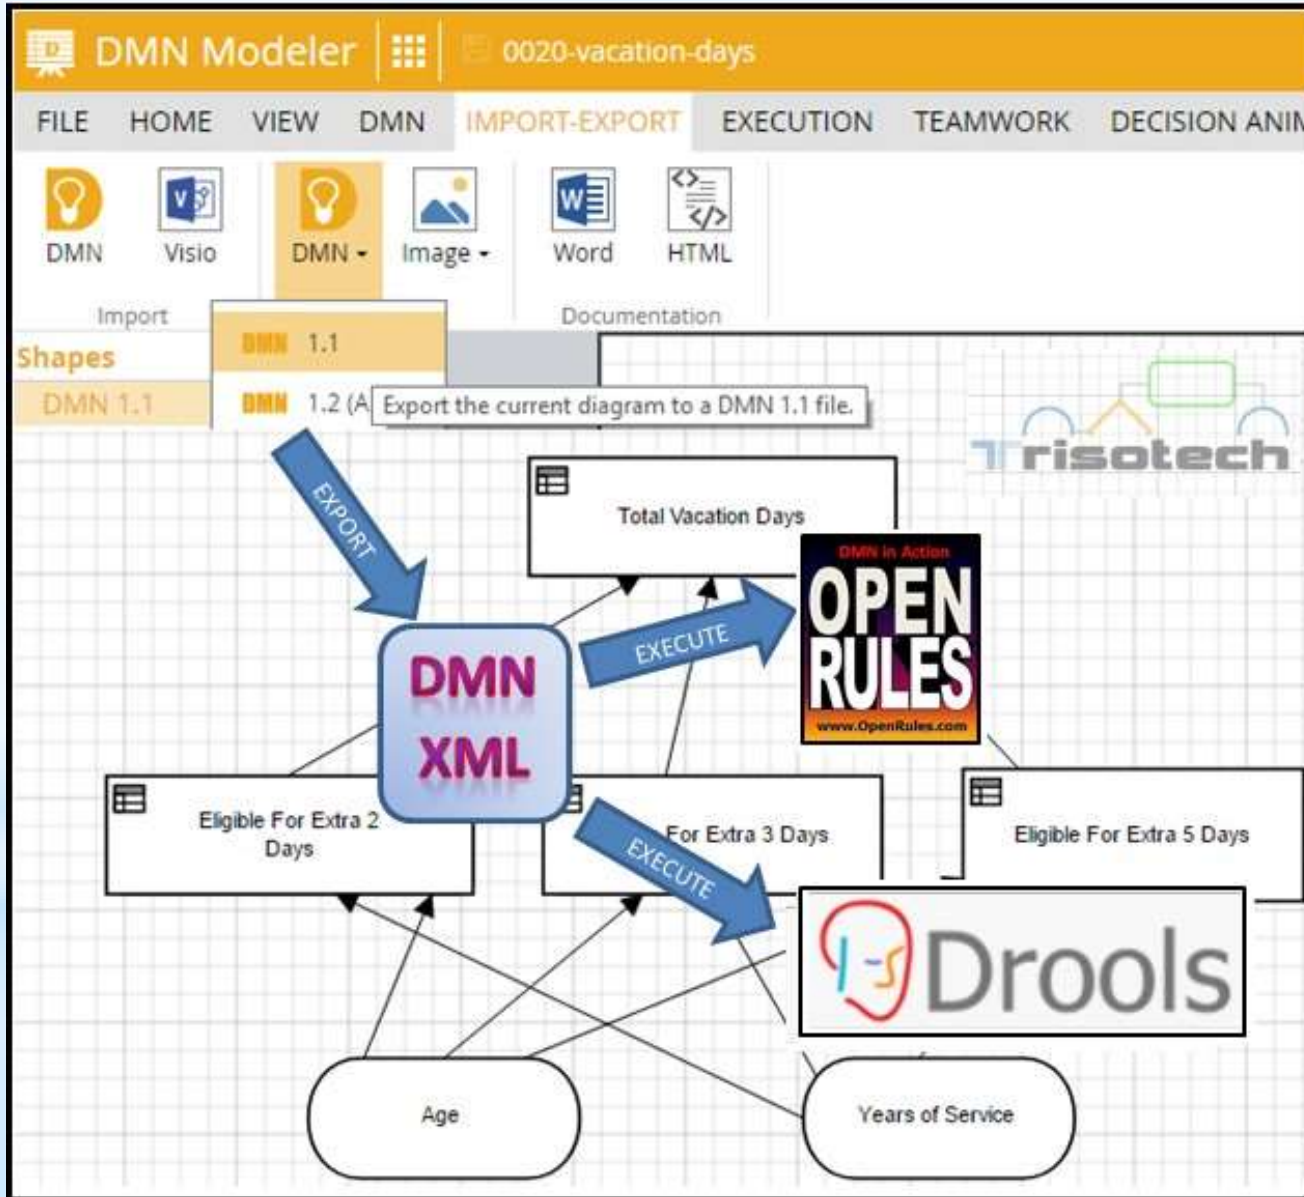 DMN Modeler
0020-vacation-days
FILE HOME VIEW DMN IMPORT-EXPORT EXECUTION TEAMWORK DECISION ANIM
DMN Visio DMN Image Word HTML
Import
Documentation
Shapes
DMN 1.1
DMN 1.1
DMN 1.2 (A
Export the current diagram to a DMN 1.1 file.
Trisotech
EXPORT
Total Vacation Days
DMN in Action
OPEN
RULES
www.OpenRules.com
EXECUTE
DMN
XML
Eligible For Extra 2
Days
For Extra 3 Days
Eligible For Extra 5 Days
EXECUTE
Drools
Age
Years of Service